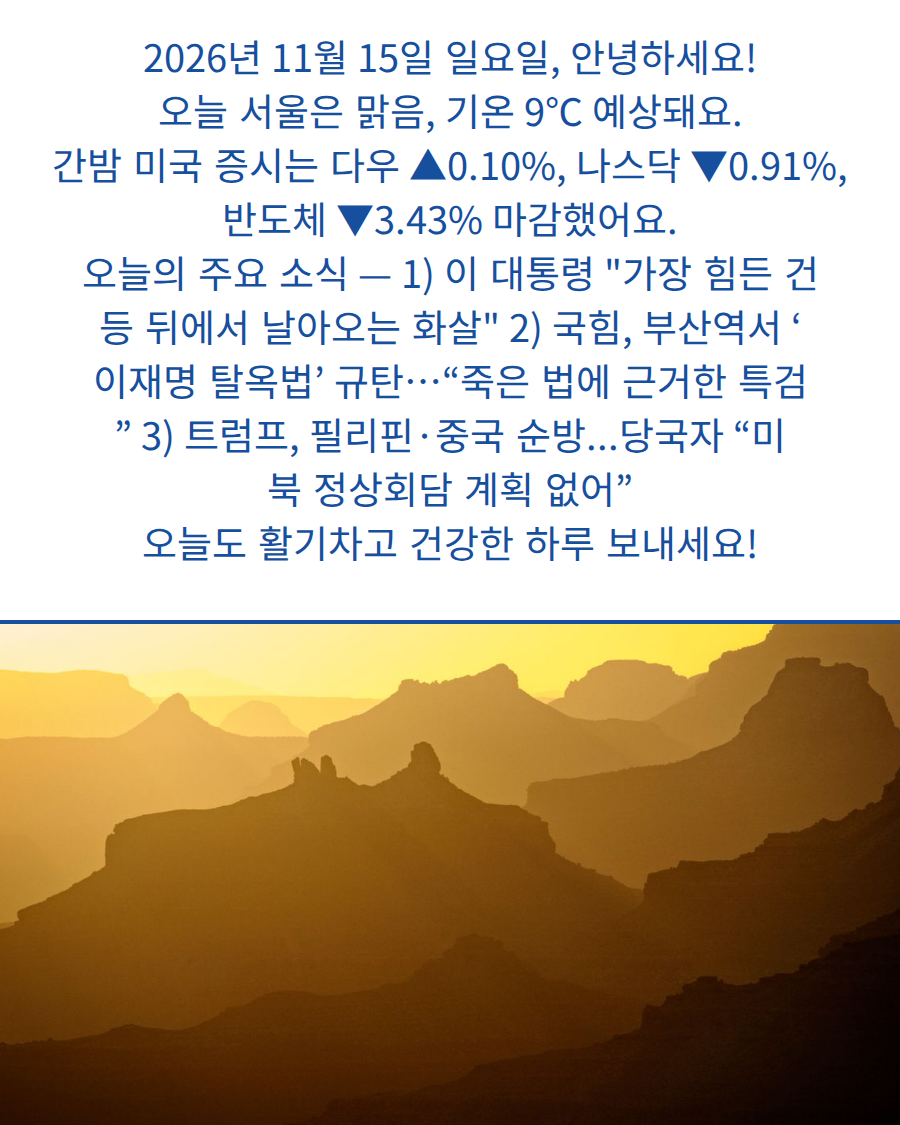 2026년 11월 15일 일요일, 안녕하세요!
오늘 서울은 맑음, 기온 9°C 예상돼요.
간밤 미국 증시는 다우 ▲0.10%, 나스닥 ▼0.91%,
반도체 ▼3.43% 마감했어요.
오늘의 주요 소식 — 1) 이 대통령 "가장 힘든 건
등 뒤에서 날아오는 화살" 2) 국힘, 부산역서 ‘
이재명 탈옥법’ 규탄…“죽은 법에 근거한 특검
” 3) 트럼프, 필리핀·중국 순방...당국자 “미
북 정상회담 계획 없어”
오늘도 활기차고 건강한 하루 보내세요!